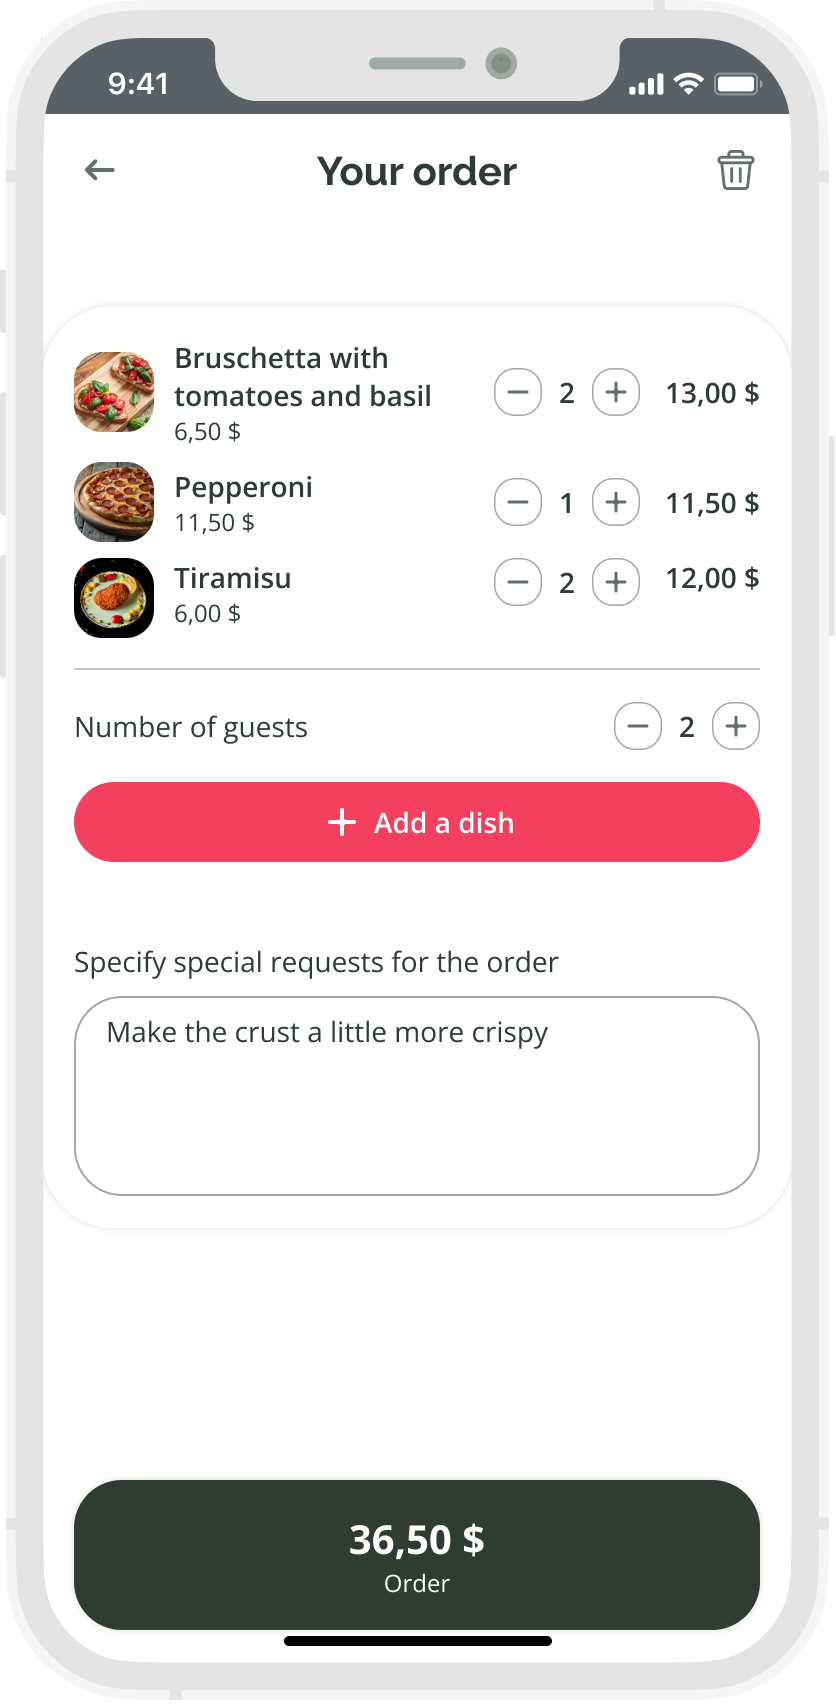 9:41
Your order
Bruschetta with
tomatoes and basil
6,50 $
2
13,00 $
Pepperoni
11,50 $
1
11,50 $
Tiramisu
6,00 $
2
12,00 $
Number of guests
2
Add a dish
Specify special requests for the order
Make the crust a little more crispy
36,50 $
Order